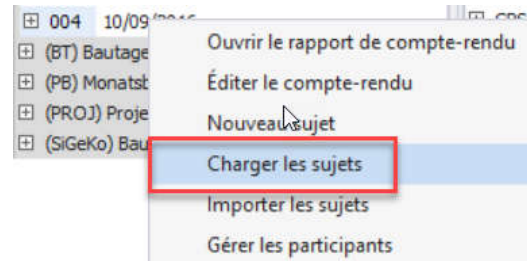 004 10/09/2016
(BT) Bautage
(PB) Monatsb
(PROJ) Proje
(SiGeKo) Bau
Ouvrir le rapport de compte-rendu
Éditer le compte-rendu
Nouveau sujet
Charger les sujets
Importer les sujets
Gérer les participants